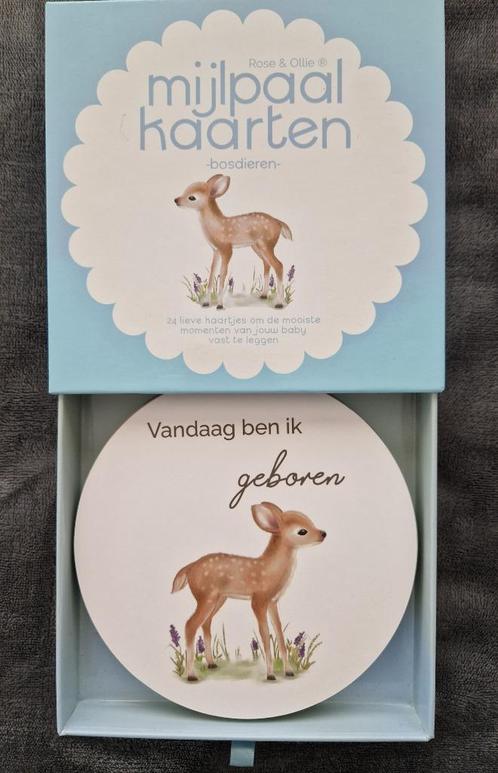 Rose & Ollie ®
mijlpaal
kaarten
-bosdieren-
24 lieve kaartjes om de mooiste
momenten van jouw baby
vast te leggen
Vandaag ben ik
geboren